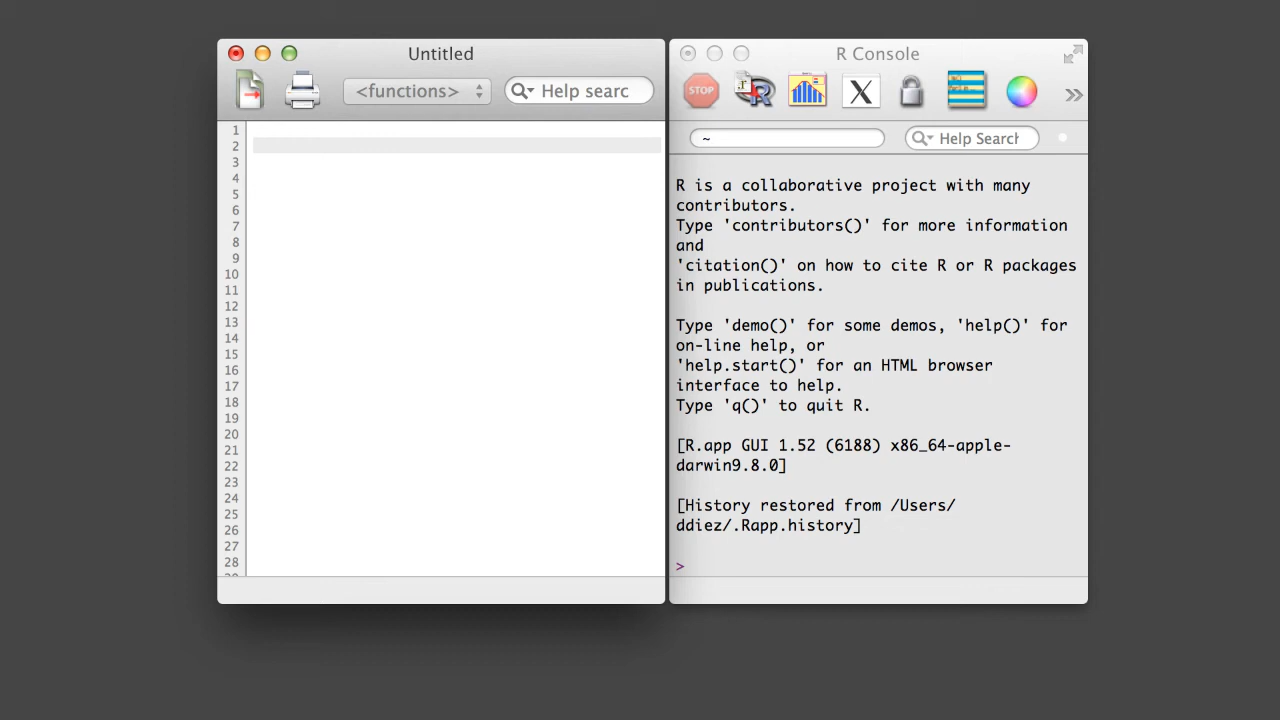 Untitled
<functions>
Help searc
1
2
3
4
5
6
7
8
9
10
11
12
13
14
15
16
17
18
19
20
21
22
23
24
25
26
27
28
R Console
STOP
R
X
~
Help Search
R is a collaborative project with many
contributors.
Type 'contributors()' for more information
and
'citation()' on how to cite R or R packages
in publications.
Type 'demo()' for some demos, 'help()' for
on-line help, or
'help.start()' for an HTML browser
interface to help.
Type 'q()' to quit R.
[R.app GUI 1.52 (6188) x86_64-apple-
darwin9.8.0]
[History restored from /Users/
ddiez/.Rapp.history]
>